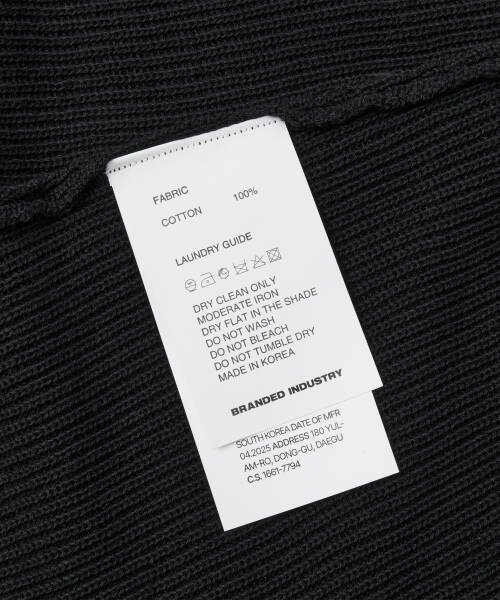 FABRIC
COTTON 100%
LAUNDRY GUIDE
DRY CLEAN ONLY
MODERATE IRON
DRY FLAT IN THE SHADE
DO NOT WASH
DO NOT BLEACH
DO NOT TUMBLE DRY
MADE IN KOREA
BRANDED INDUSTRY
SOUTH KOREA DATE OF MFR
04.2025 ADDRESS 180 YUL-
AM-RO, DONG-GU, DAEGU
C.S. 1661-7794